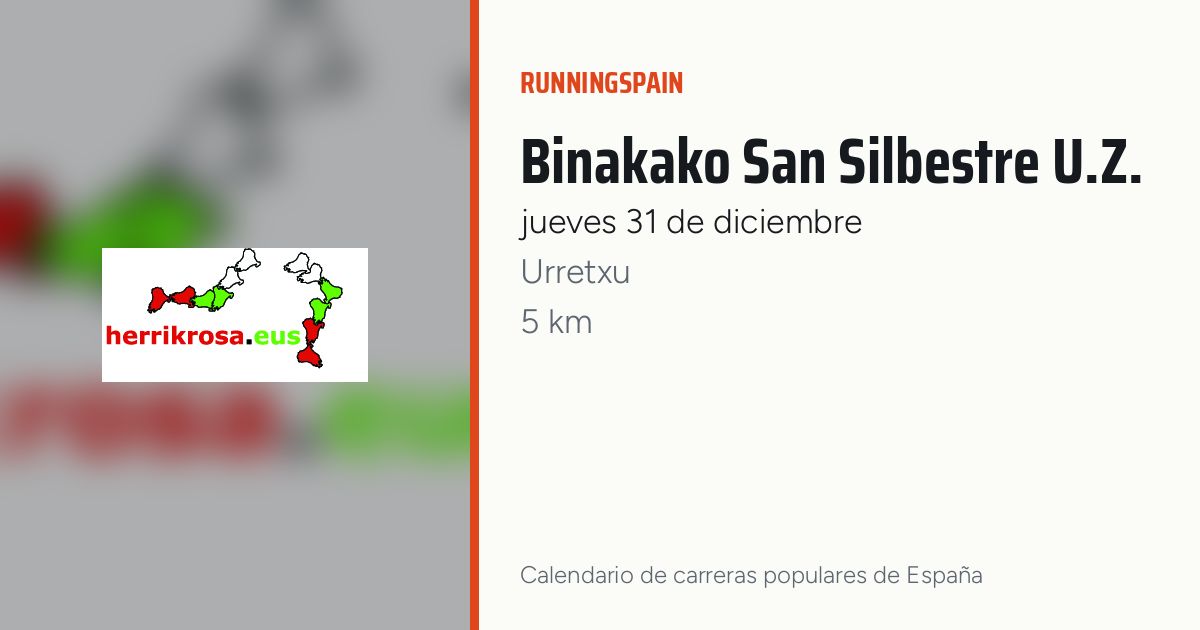 herrikrosa.eus
RUNNINGSPAIN
Binakako San Silbestre U.Z.
jueves 31 de diciembre
Urretxu
5 km
Calendario de carreras populares de España